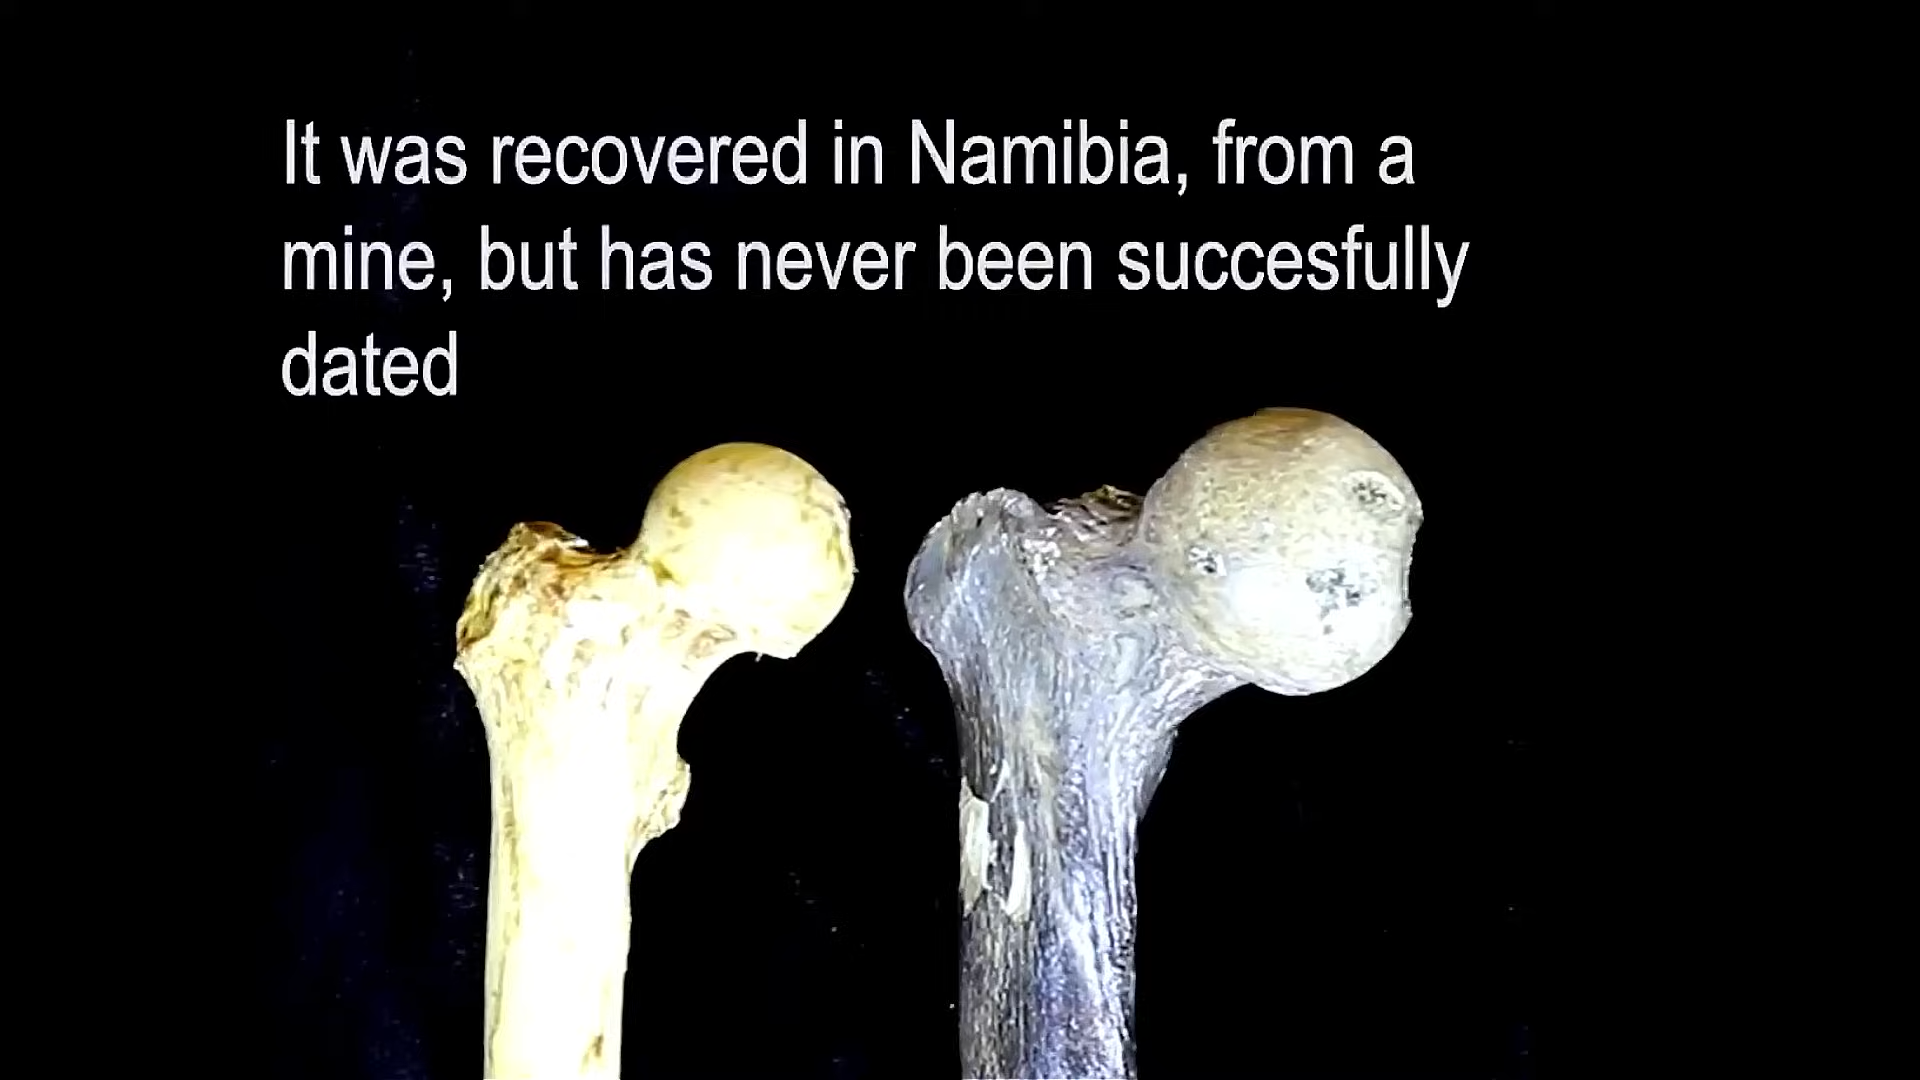 It was recovered in Namibia, from a
mine, but has never been succesfully
dated